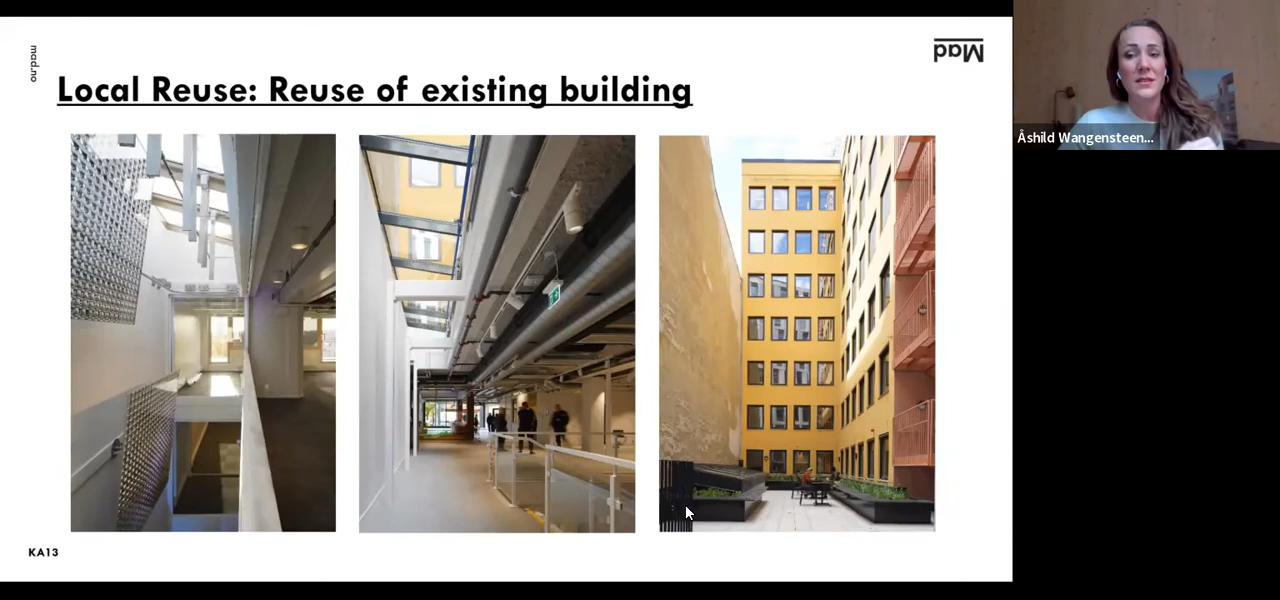 mad.no
Mad
Local Reuse: Reuse of existing building
Åshild Wangensteen...
KA13